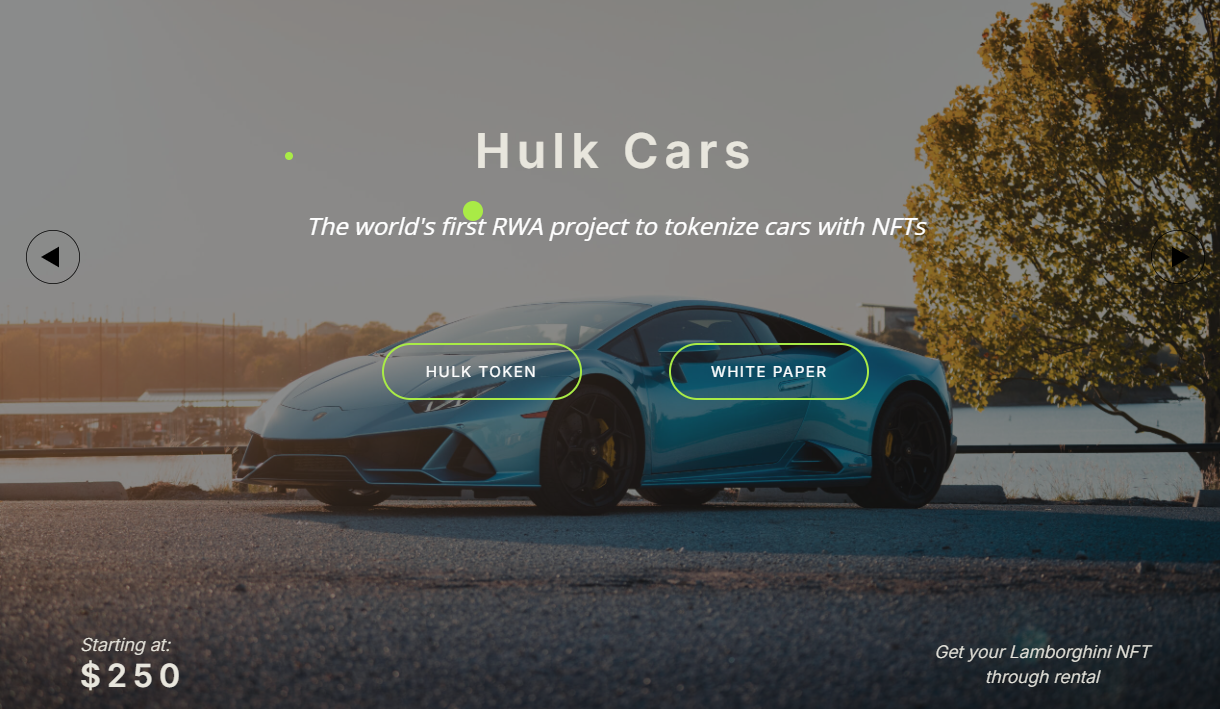 Hulk Cars
The world's first RWA project to tokenize cars with NFTs
HULK TOKEN
WHITE PAPER
Starting at:
$250
Get your Lamborghini NFT
through rental